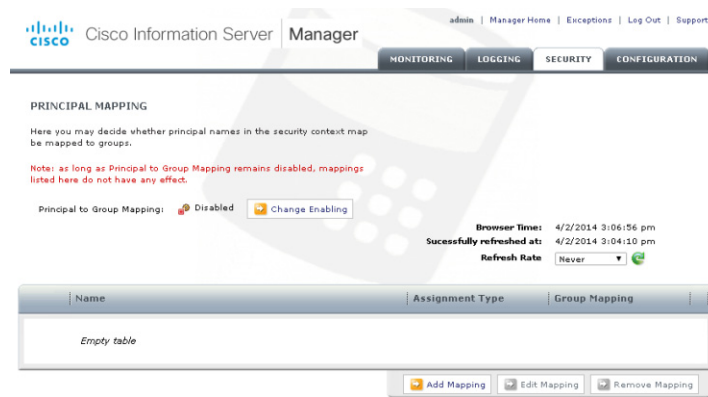 admin | Manager Home | Exceptions | Log Out | Support
CISCO Cisco Information Server | Manager
MONITORING LOGGING SECURITY CONFIGURATION
PRINCIPAL MAPPING
Here you may decide whether principal names in the security context map
be mapped to groups.
Note: as long as Principal to Group Mapping remains disabled, mappings
listed here do not have any effect.
Principal to Group Mapping: Disabled Change Enabling
Browser Time: 4/2/2014 3:06:56 pm
Sucessfully refreshed at: 4/2/2014 3:04:10 pm
Refresh Rate Never
Name Assignment Type Group Mapping
Empty table
Add Mapping Edit Mapping Remove Mapping